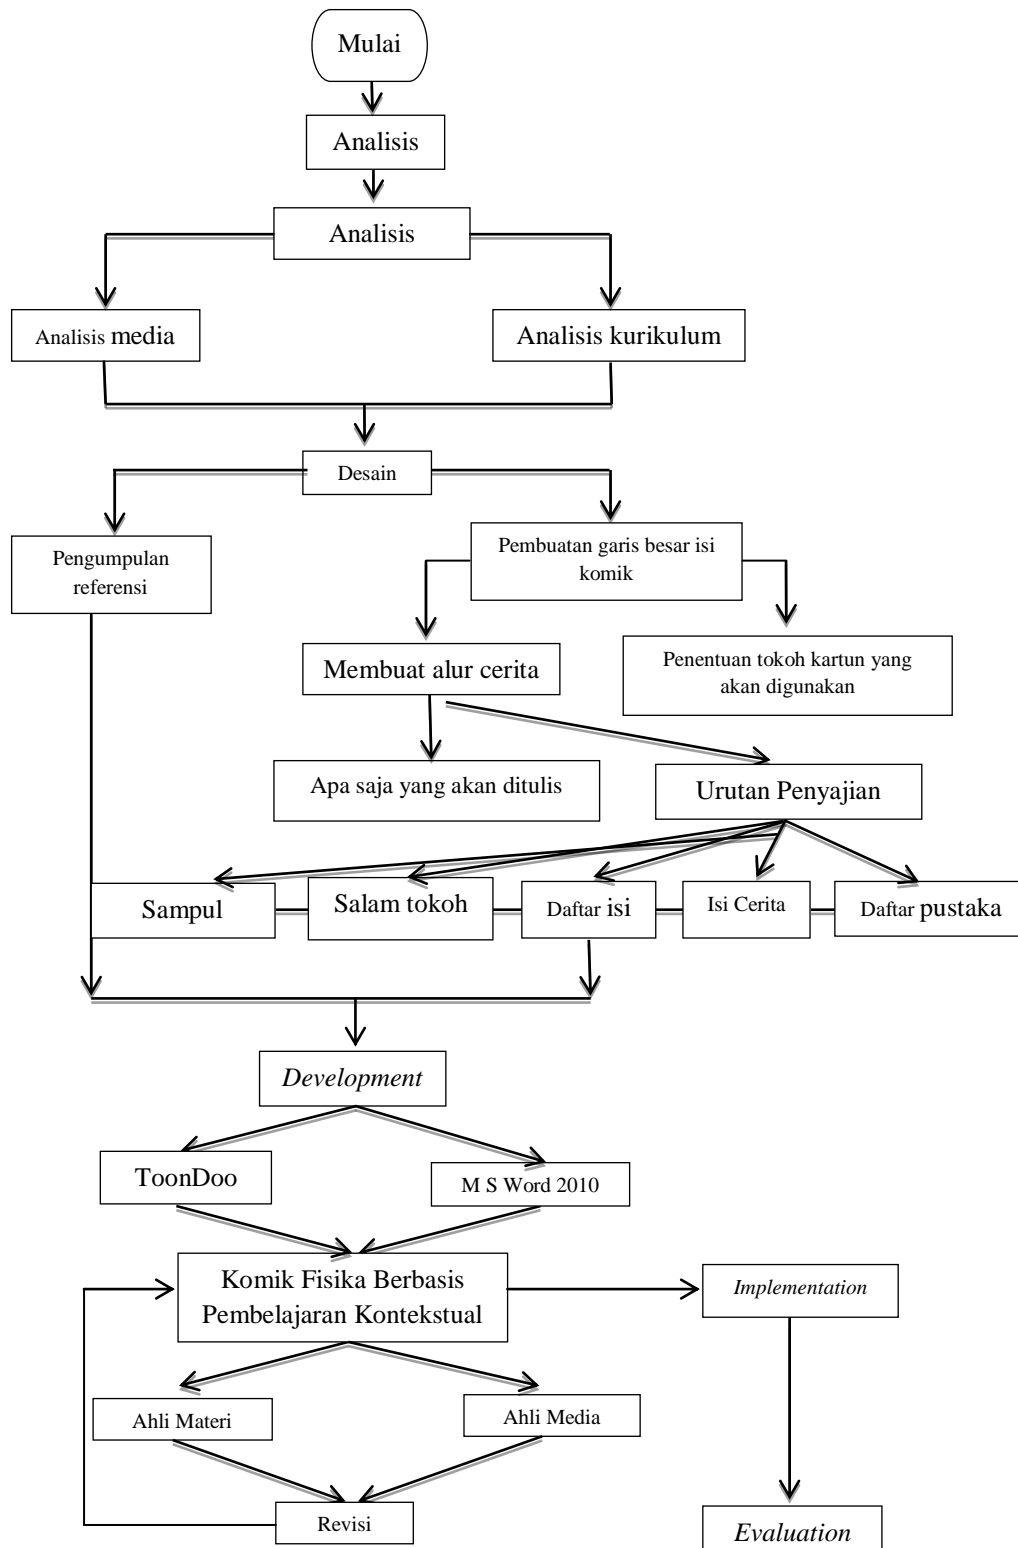 Mulai
Analisis
Analisis
Analisis media
Analisis kurikulum
Desain
Pengumpulan
referensi
Pembuatan garis besar isi
komik
Membuat alur cerita
Penentuan tokoh kartun yang
akan digunakan
Apa saja yang akan ditulis
Urutan Penyajian
Sampul
Salam tokoh
Daftar isi
Isi Cerita
Daftar pustaka
Development
ToonDoo
M S Word 2010
Komik Fisika Berbasis
Pembelajaran Kontekstual
Implementation
Ahli Materi
Ahli Media
Revisi
Evaluation